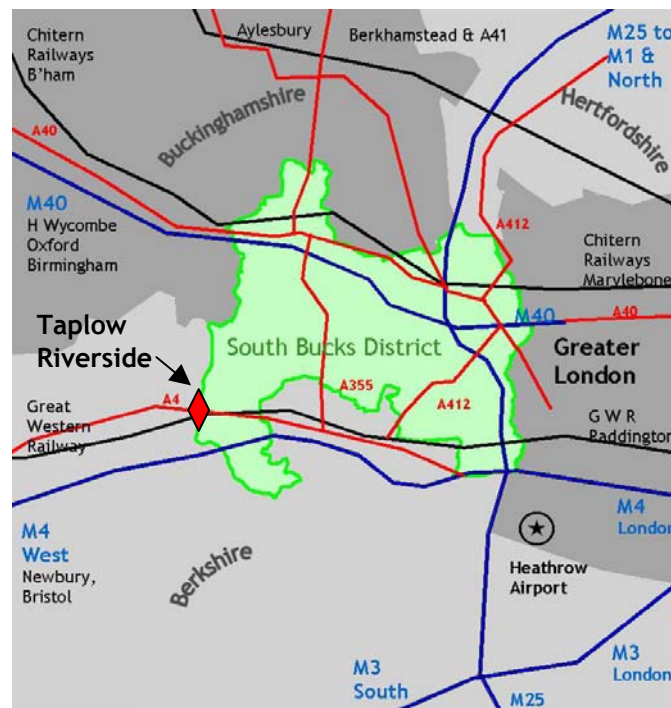 Chitern
Railways
B'ham
Aylesbury
Berkhamstead & A41
M25 to
M1 &
North
Buckinghamshire
Hertfordshire
A40
M40
H Wycombe
Oxford
Birmingham
A412
Chitern
Railways
Marylebone
M40
A40
Taplow
Riverside
South Bucks District
Greater
London
A355
A4
A412
Great
Western
Railway
G W R
Paddington
M4
West
Newbury,
Bristol
M4
London
Berkshire
Heathrow
Airport
M3
South
M3
London
M25